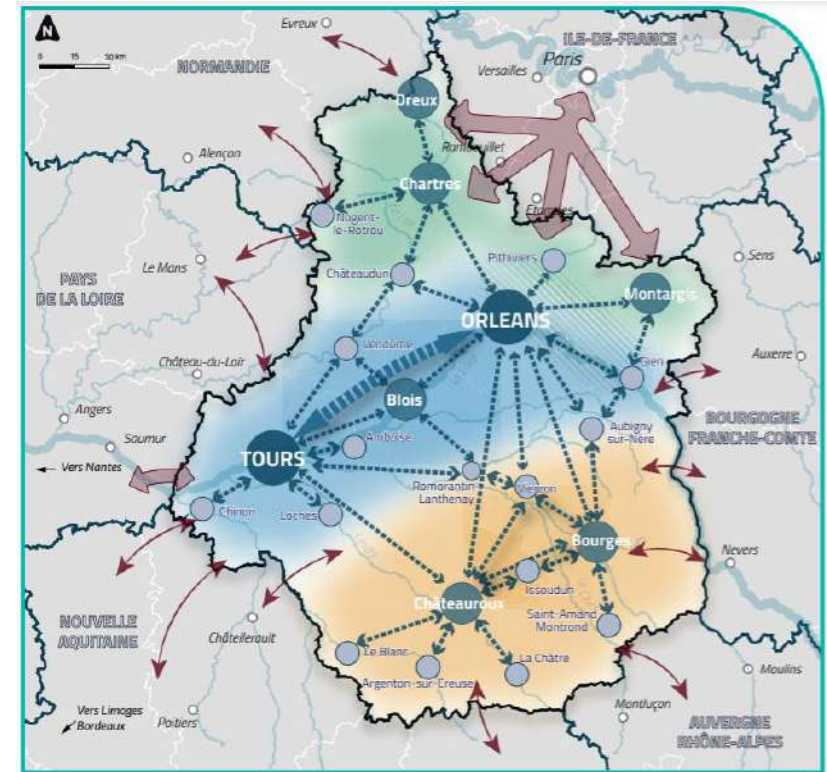 N
0 15 30 km
Evreux
ILE-DE-FRANCE
Paris
Versailles
NORMANDIE
Dreux
Rambouillet
Alençon
Chartres
Etampes
Nogent-
le-Rotrou
Pithiviers
Sens
Le Mans
Châteaudun
PAYS
DE LA LOIRE
Montargis
ORLEANS
Vendôme
Château-du-Loir
Auxerre
Gien
Blois
Angers
BOURGOGNE
FRANCHE-COMTE
Aubigny
sur-Nère
Saumur
Amboise
TOURS
Vers Nantes
Romorantin
Lanthenay
Vierzon
Chinon
Loches
Bourges
Nevers
Issoudun
Châteauroux
Saint-Amand
Montrond
NOUVELLE
AQUITAINE
Châtellerault
Le Blanc
La Châtre
Argenton-sur-Creuse
Moulins
Vers Limoges
Bordeaux
Poitiers
Montluçon
AUVERGNE
RHÔNE-ALPES